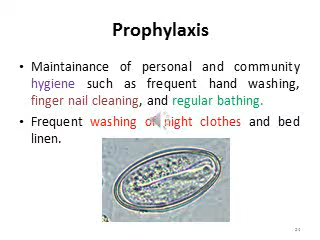 Prophylaxis
• Maintainance of personal and community
hygiene such as frequent hand washing,
finger nail cleaning, and regular bathing.
• Frequent washing of night clothes and bed
linen.